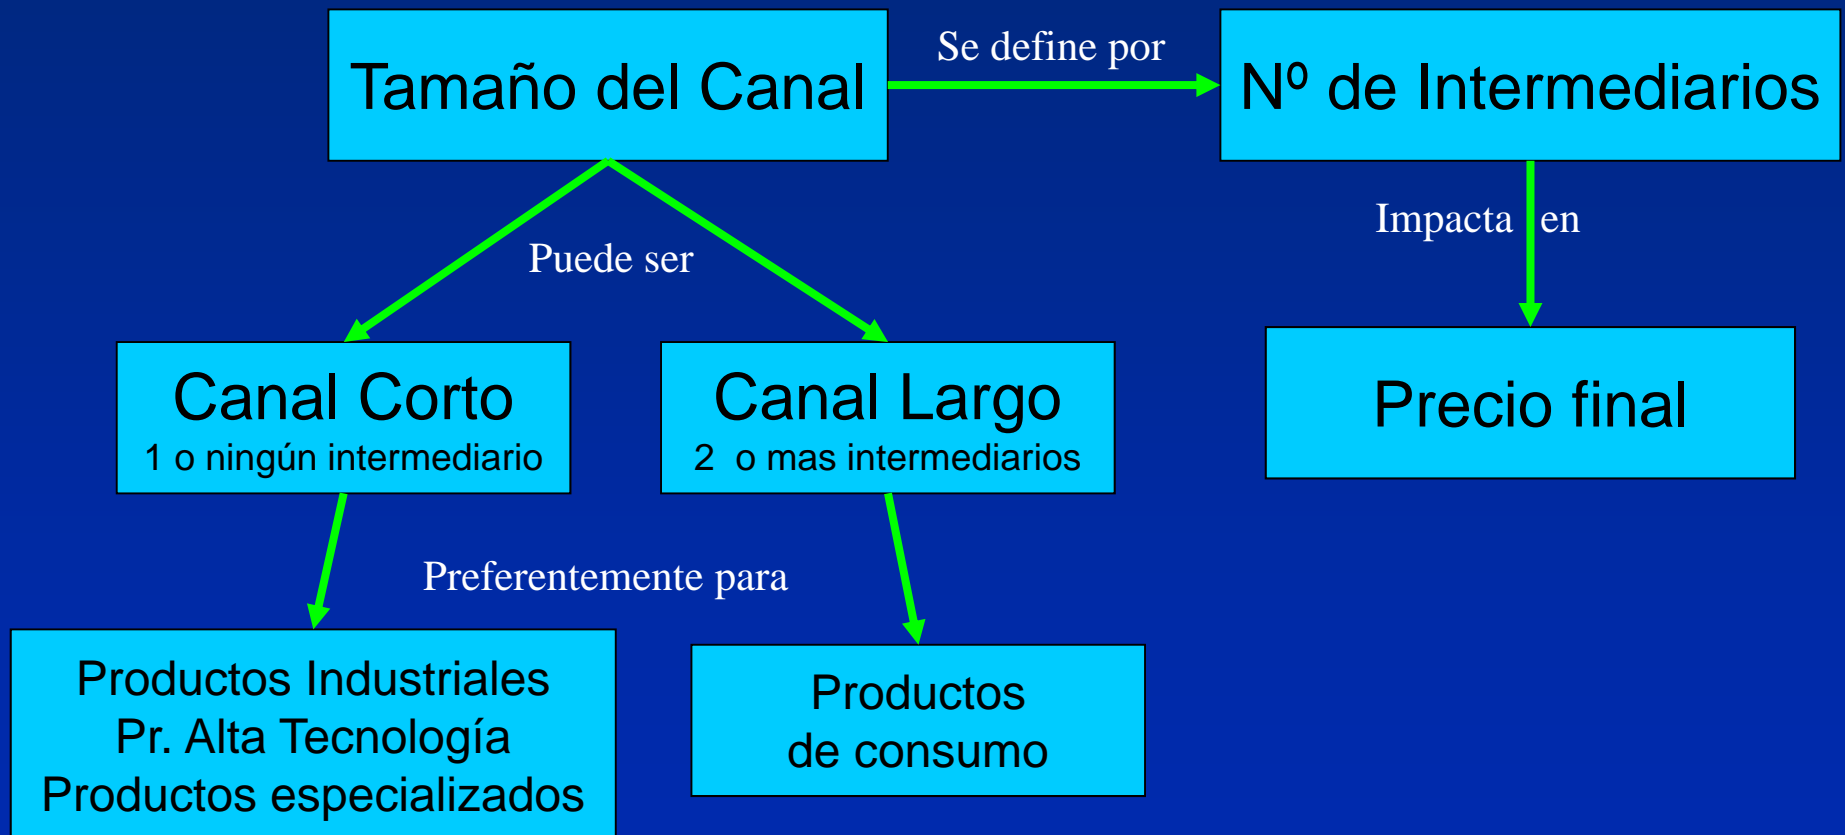 Tamaño del Canal
Se define por
Nº de Intermediarios
Puede ser
Impacta en
Canal Corto
1 o ningún intermediario
Canal Largo
2 o mas intermediarios
Precio final
Preferentemente para
Productos Industriales
Pr. Alta Tecnología
Productos especializados
Productos
de consumo